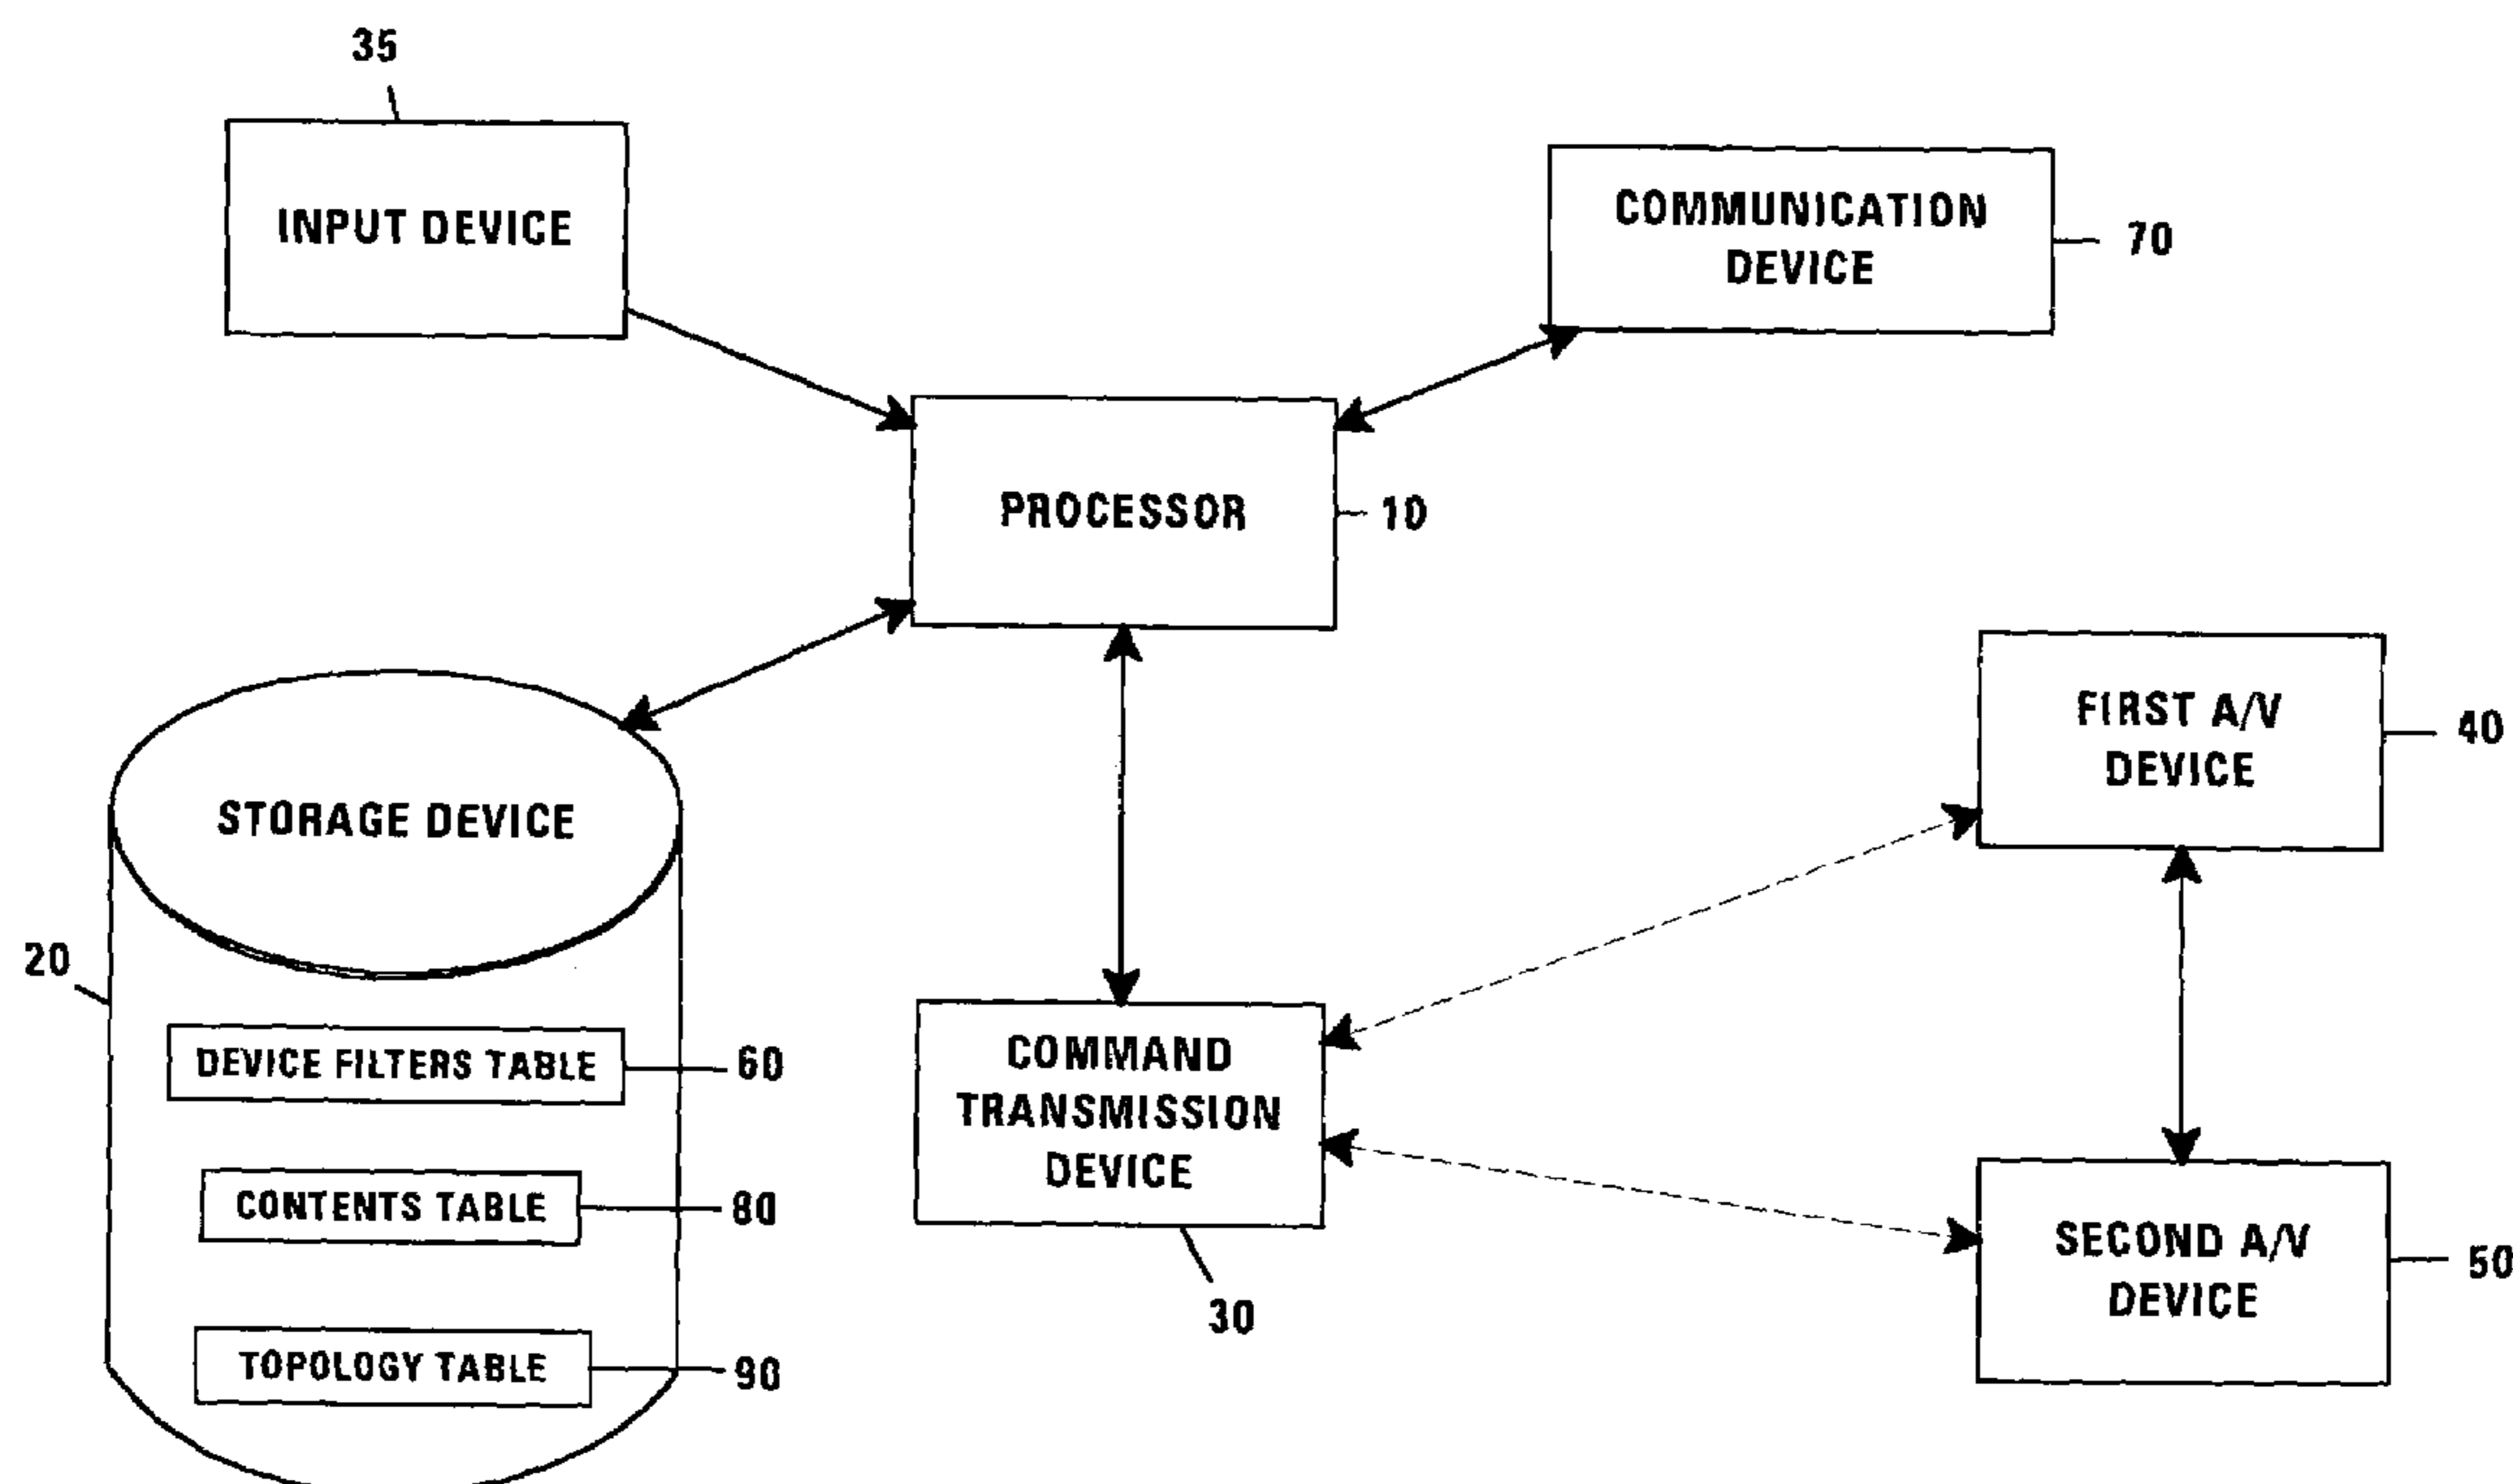 35
INPUT DEVICE
COMMUNICATION
DEVICE
70
PROCESSOR
10
STORAGE DEVICE
20
DEVICE FILTERS TABLE
60
CONTENTS TABLE
80
TOPOLOGY TABLE
90
COMMAND
TRANSMISSION
DEVICE
30
FIRST A/V
DEVICE
40
SECOND A/V
DEVICE
50